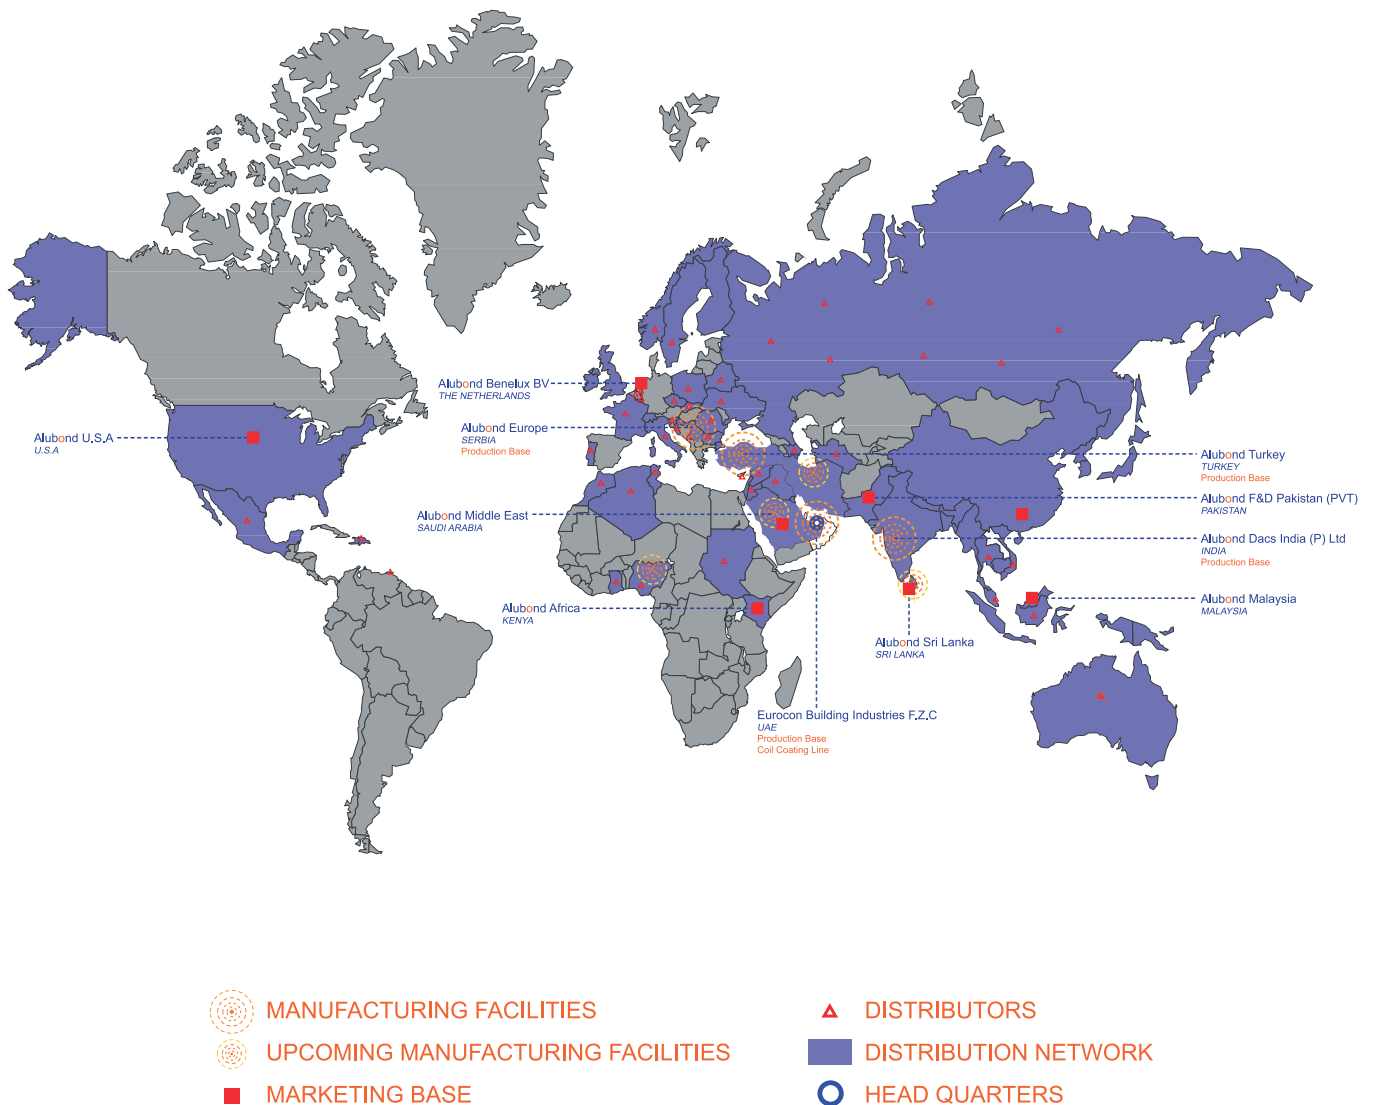 Alubond Benelux BV
THE NETHERLANDS
Alubond Europe
SERBIA
Production Base
Alubond U.S.A
U.S.A
Alubond Middle East
SAUDI ARABIA
Alubond Africa
KENYA
Alubond Turkey
TURKEY
Production Base
Alubond F&D Pakistan (PVT)
PAKISTAN
Alubond Dacs India (P) Ltd
INDIA
Production Base
Alubond Malaysia
MALAYSIA
Alubond Sri Lanka
SRI LANKA
Eurocon Building Industries F.Z.C
UAE
Production Base
Coil Coating Line
MANUFACTURING FACILITIES
UPCOMING MANUFACTURING FACILITIES
MARKETING BASE
DISTRIBUTORS
DISTRIBUTION NETWORK
HEAD QUARTERS